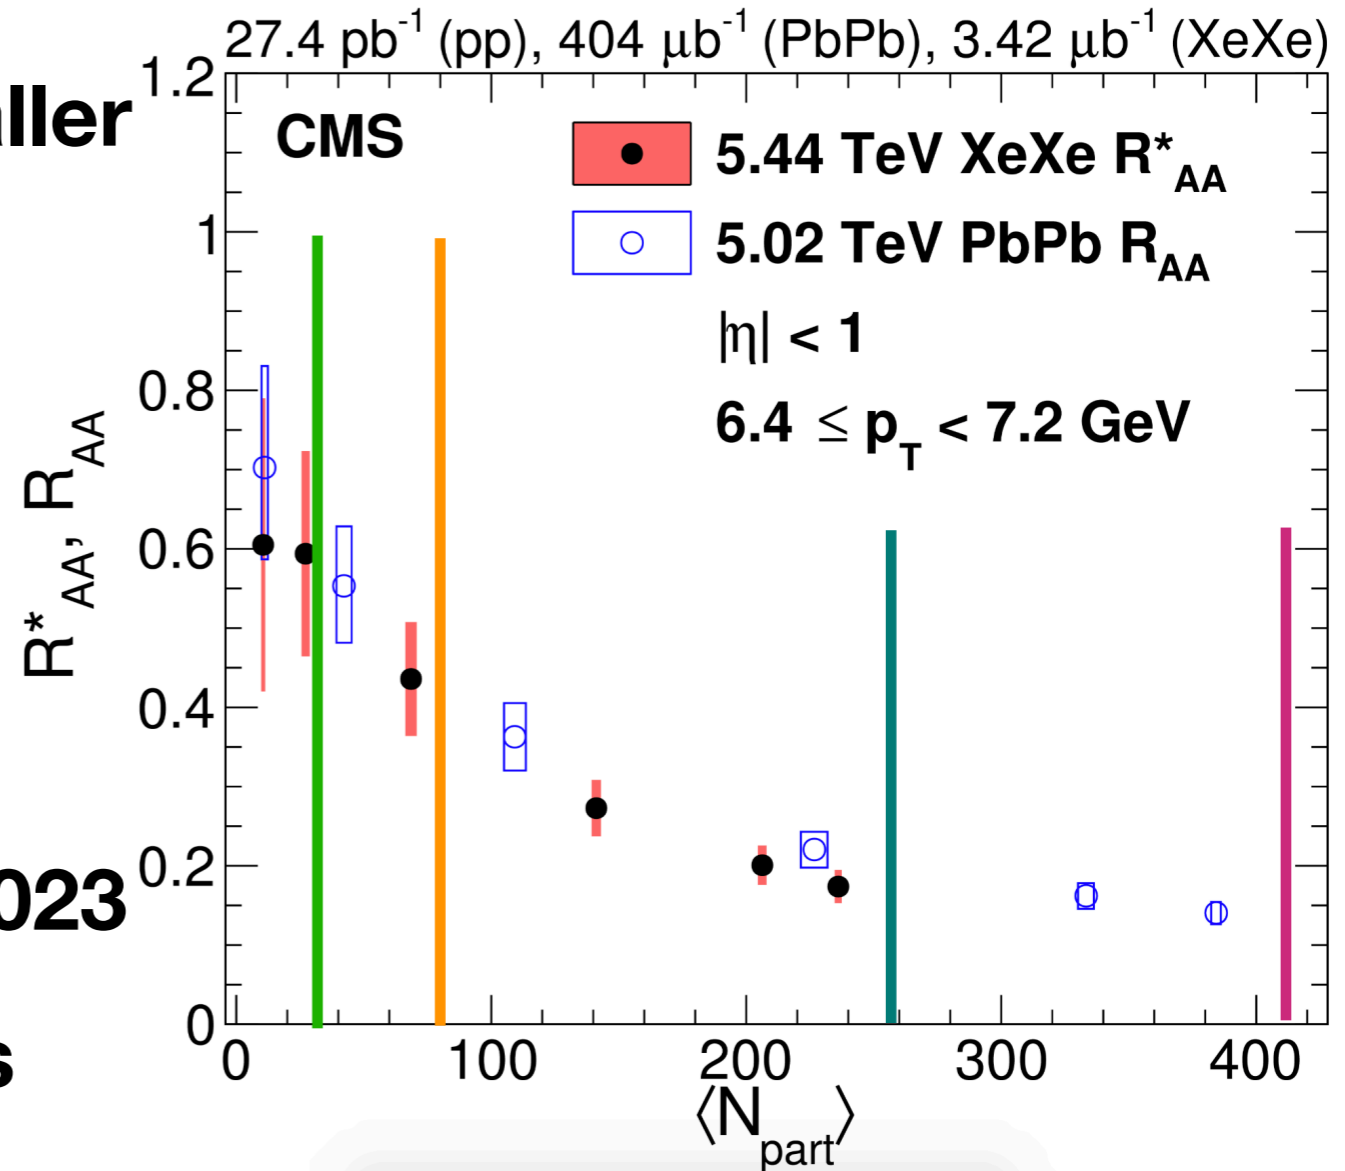 27.4 pb⁻¹ (pp), 404 μb⁻¹ (PbPb), 3.42 μb⁻¹ (XeXe)
aller
CMS
5.44 TeV XeXe R*AA
5.02 TeV PbPb RAA
|η| < 1
6.4 ≤ pT < 7.2 GeV
R*AA, RAA
1.2
1
0.8
0.6
0.4
0.2
0
023
s
0 100 200 300 400
⟨Npart⟩